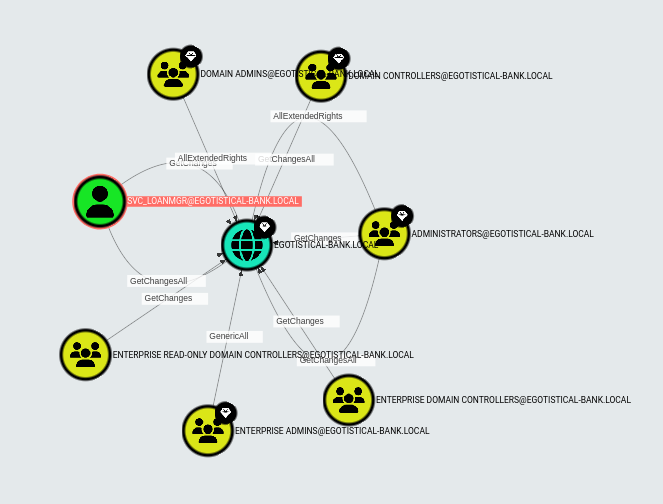 DOMAIN ADMINS@EGOTISTICAL-BANK.LOCAL
DOMAIN CONTROLLERS@EGOTISTICAL-BANK.LOCAL
AllExtendedRights
AllExtendedRights
GetChanges
GetChangesAll
SVC_LOANMGR@EGOTISTICAL-BANK.LOCAL
GetChanges
ADMINISTRATORS@EGOTISTICAL-BANK.LOCAL
EGOTISTICAL-BANK.LOCAL
GetChangesAll
GetChanges
GetChanges
GenericAll
ENTERPRISE READ-ONLY DOMAIN CONTROLLERS@EGOTISTICAL-BANK.LOCAL
GetChangesAll
ENTERPRISE DOMAIN CONTROLLERS@EGOTISTICAL-BANK.LOCAL
ENTERPRISE ADMINS@EGOTISTICAL-BANK.LOCAL